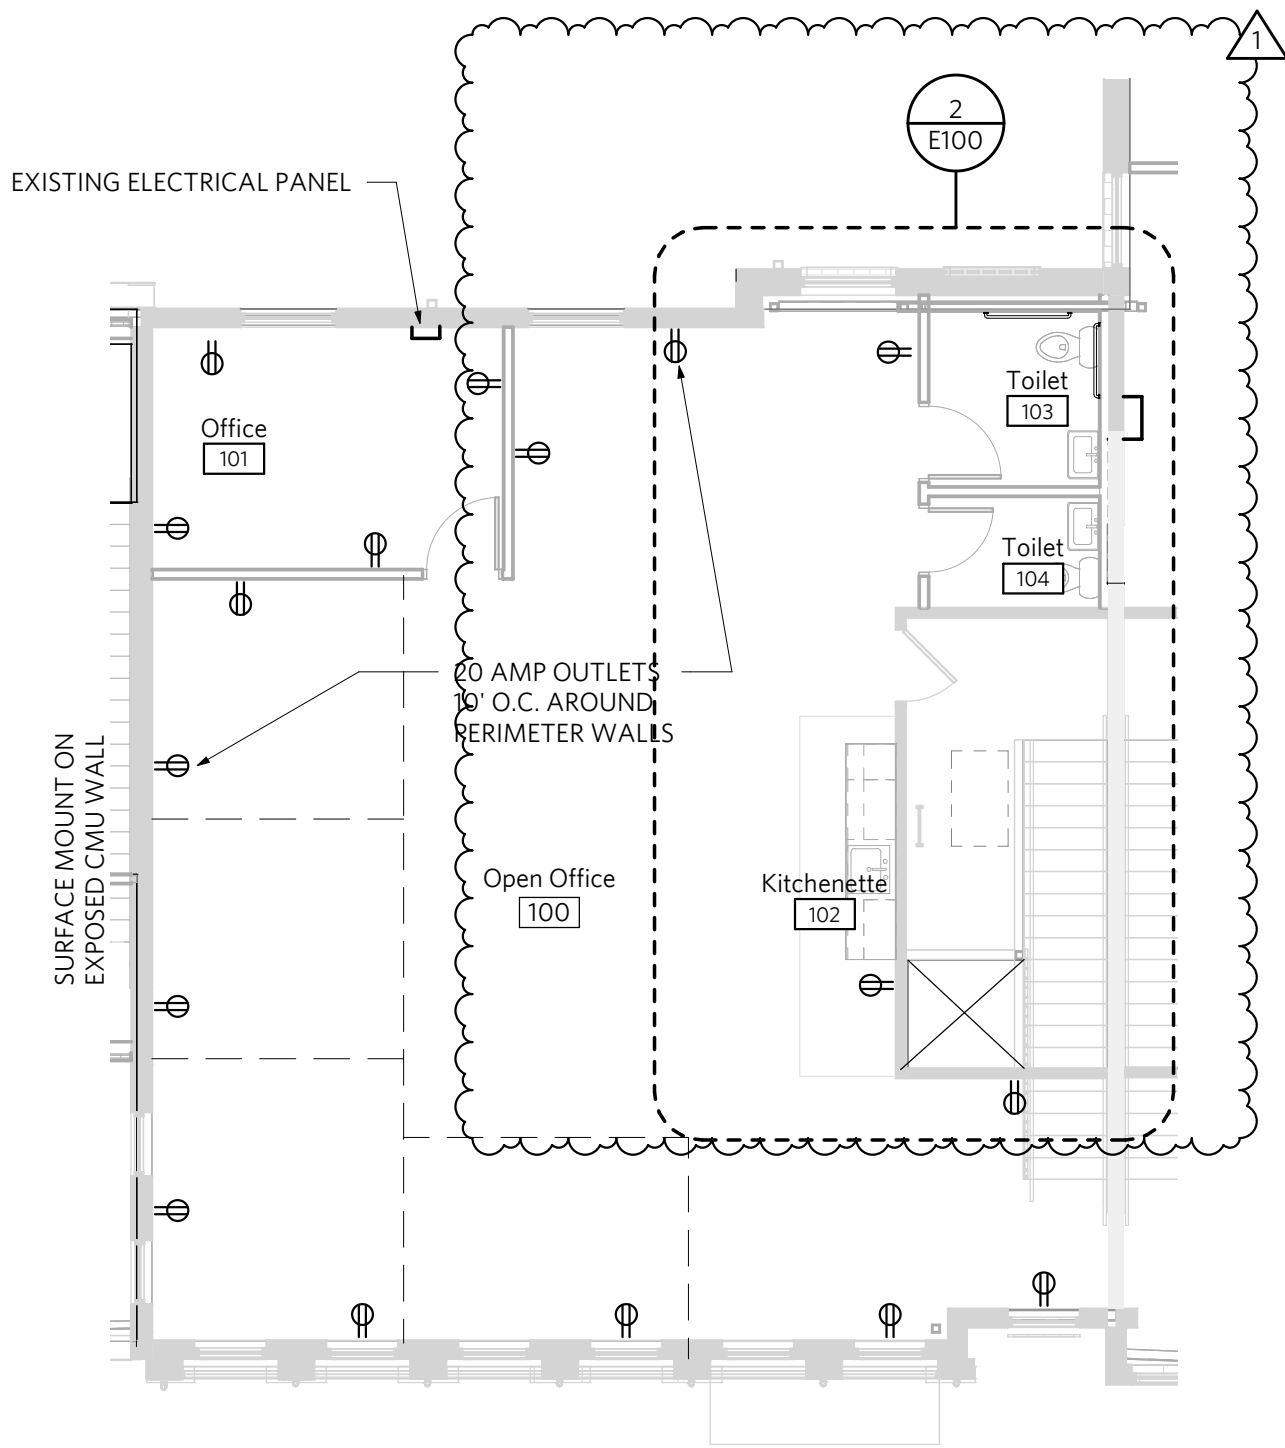 1
2
E100
EXISTING ELECTRICAL PANEL
Toilet
103
Office
101
Toilet
104
20 AMP OUTLETS
10' O.C. AROUND
PERIMETER WALLS
SURFACE MOUNT ON
EXPOSED CMU WALL
Open Office
100
Kitchenette
102